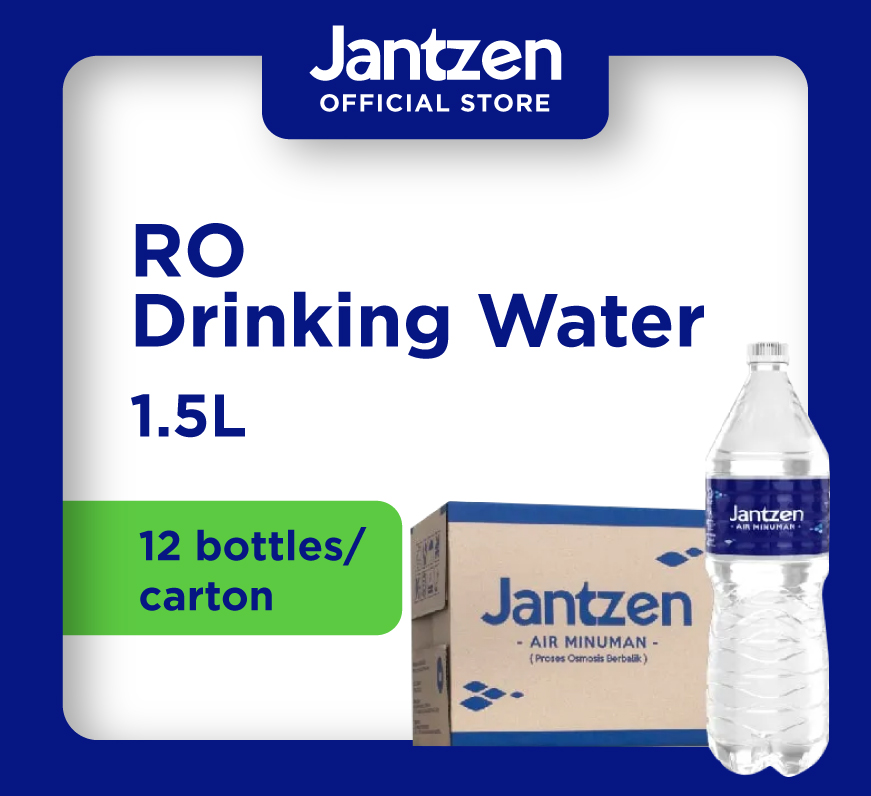 Jantzen
OFFICIAL STORE
RO
Drinking Water
1.5L
12 bottles/
carton
Jantzen
- AIR MINUMAN -
( Proses Osmosis Berbalik )
Jantzen
- AIR MINUMAN -